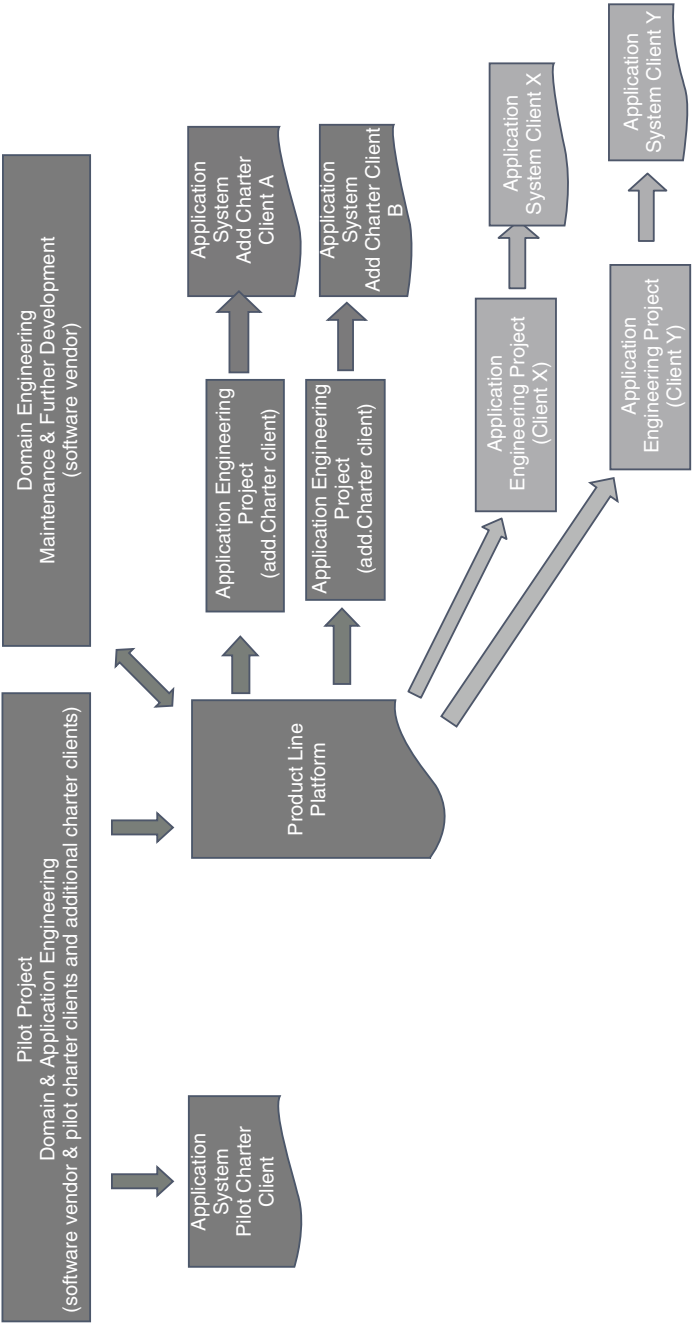 Pilot Project
Domain & Application Engineering
(software vendor & pilot charter clients and additional charter clients)
Domain Engineering
Maintenance & Further Development
(software vendor)
Application
System
Pilot Charter
Client
Product Line
Platform
Application Engineering
Project
(add.Charter client)
Application
System
Add Charter
Client A
Application Engineering
Project
(add.Charter client)
Application
System
Add Charter Client
B
Application
Engineering Project
(Client X)
Application
System Client X
Application
Engineering Project
(Client Y)
Application
System Client Y